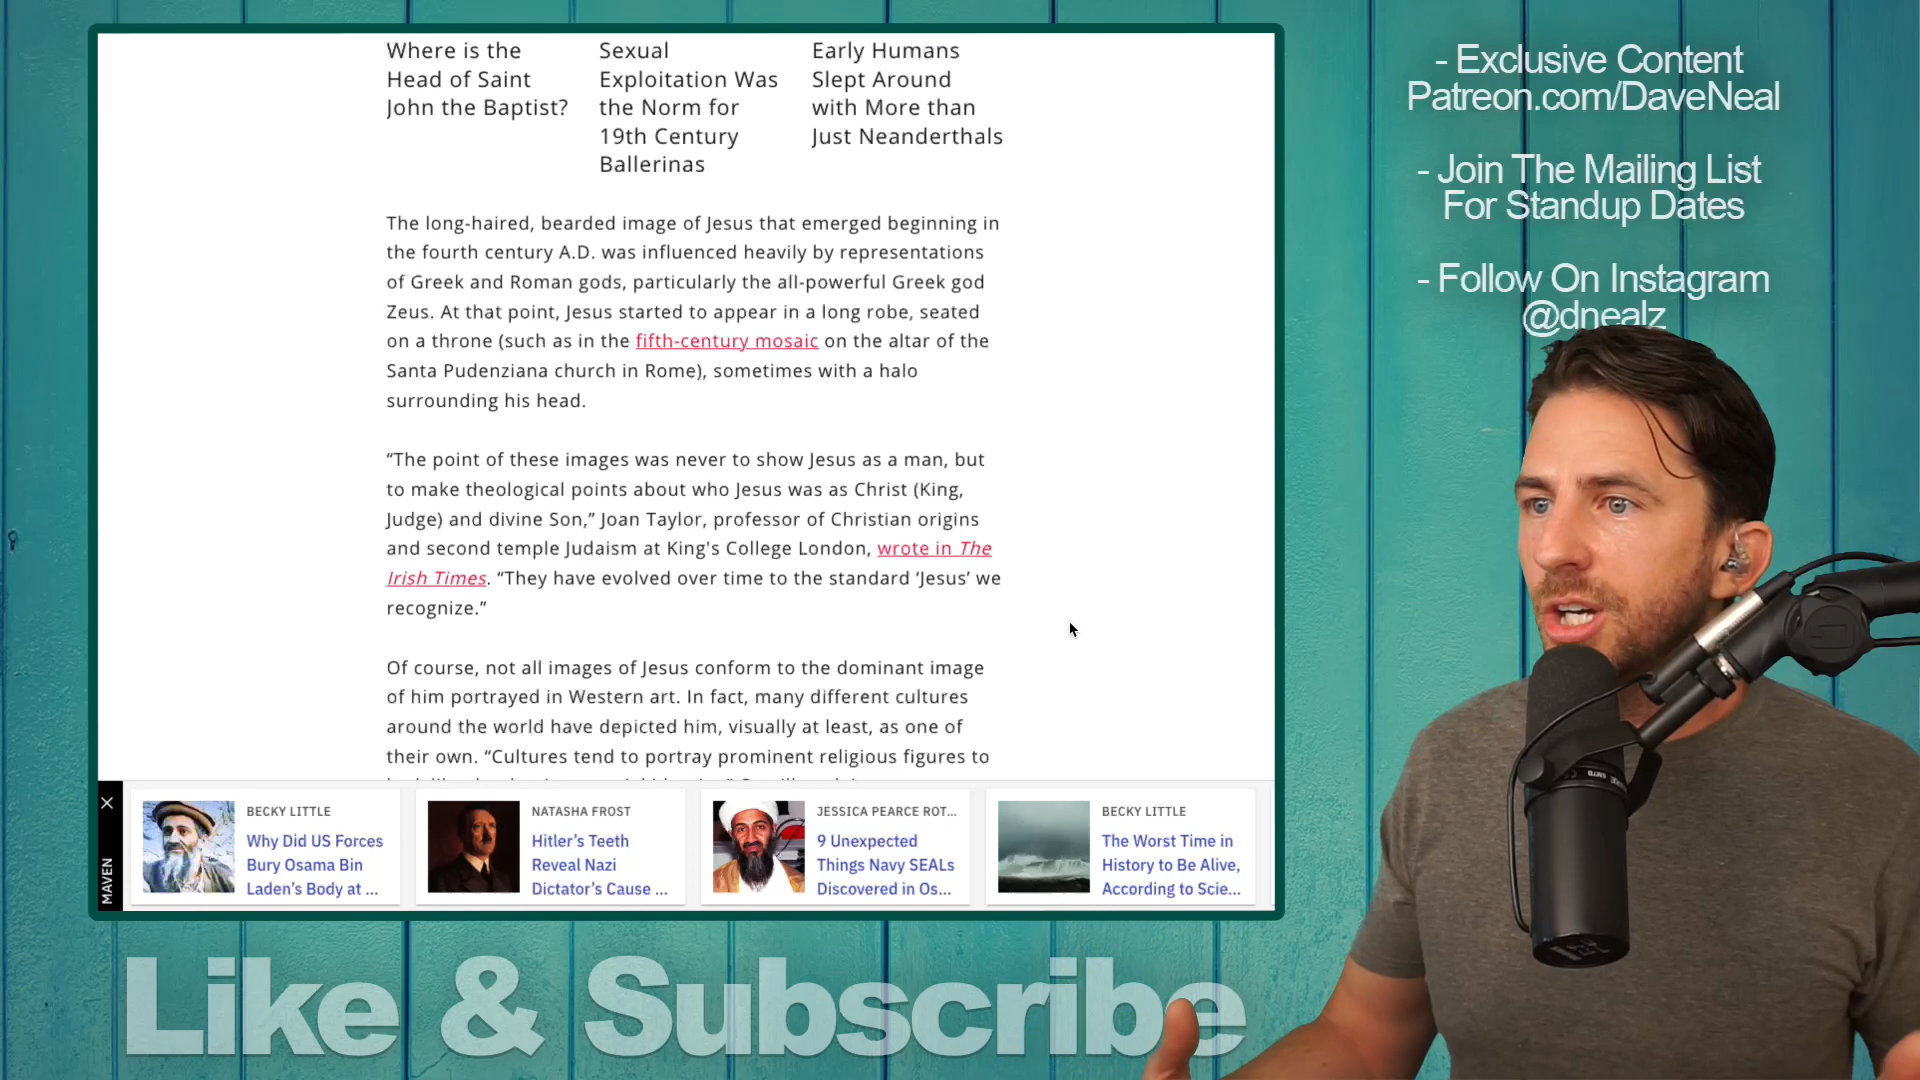 Where is the
Head of Saint
John the Baptist?
Sexual
Exploitation Was
the Norm for
19th Century
Ballerinas
Early Humans
Slept Around
with More than
Just Neanderthals
The long-haired, bearded image of Jesus that emerged beginning in
the fourth century A.D. was influenced heavily by representations
of Greek and Roman gods, particularly the all-powerful Greek god
Zeus. At that point, Jesus started to appear in a long robe, seated
on a throne (such as in the fifth-century mosaic on the altar of the
Santa Pudenziana church in Rome), sometimes with a halo
surrounding his head.
“The point of these images was never to show Jesus as a man, but
to make theological points about who Jesus was as Christ (King,
Judge) and divine Son,” Joan Taylor, professor of Christian origins
and second temple Judaism at King's College London, wrote in The
Irish Times. “They have evolved over time to the standard ‘Jesus’ we
recognize.”
Of course, not all images of Jesus conform to the dominant image
of him portrayed in Western art. In fact, many different cultures
around the world have depicted him, visually at least, as one of
their own. “Cultures tend to portray prominent religious figures to
MAVEN
BECKY LITTLE
Why Did US Forces
Bury Osama Bin
Laden’s Body at ...
NATASHA FROST
Hitler’s Teeth
Reveal Nazi
Dictator’s Cause ...
JESSICA PEARCE ROT...
9 Unexpected
Things Navy SEALs
Discovered in Os...
BECKY LITTLE
The Worst Time in
History to Be Alive,
According to Scie...
- Exclusive Content
Patreon.com/DaveNeal
- Join The Mailing List
For Standup Dates
- Follow On Instagram
@dnealz
Like & Subscribe